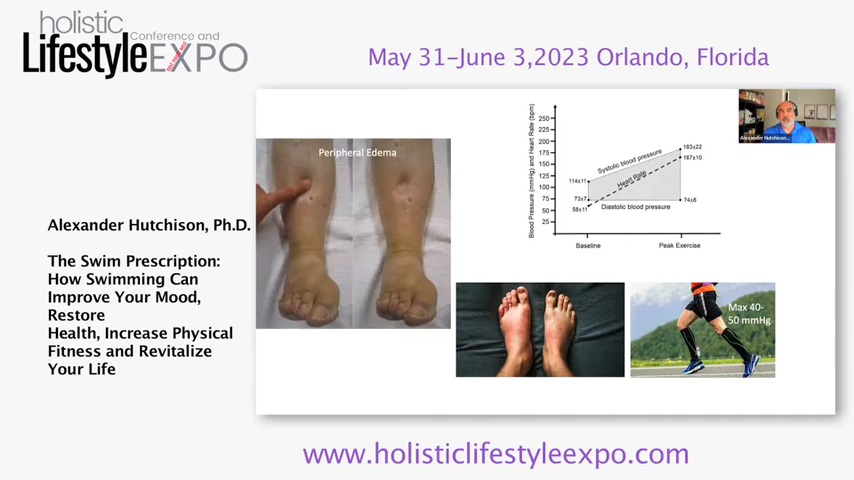 holistic
Conference and
LifestyleEXPO
May 31-June 3,2023 Orlando, Florida
Alexander Hutchison, Ph.D.
The Swim Prescription:
How Swimming Can
Improve Your Mood,
Restore
Health, Increase Physical
Fitness and Revitalize
Your Life
Peripheral Edema
Blood Pressure (mmHg) and Heart Rate (bpm)
250
225
200
175
150
125
100
75
50
25
114±11
73±7
58±11
Systolic blood pressure
Heart Rate
Diastolic blood pressure
183±22
167±10
74±8
Baseline
Peak Exercise
Alexander Hutchison...
Max 40-
50 mmHg
www.holisticlifestyleexpo.com